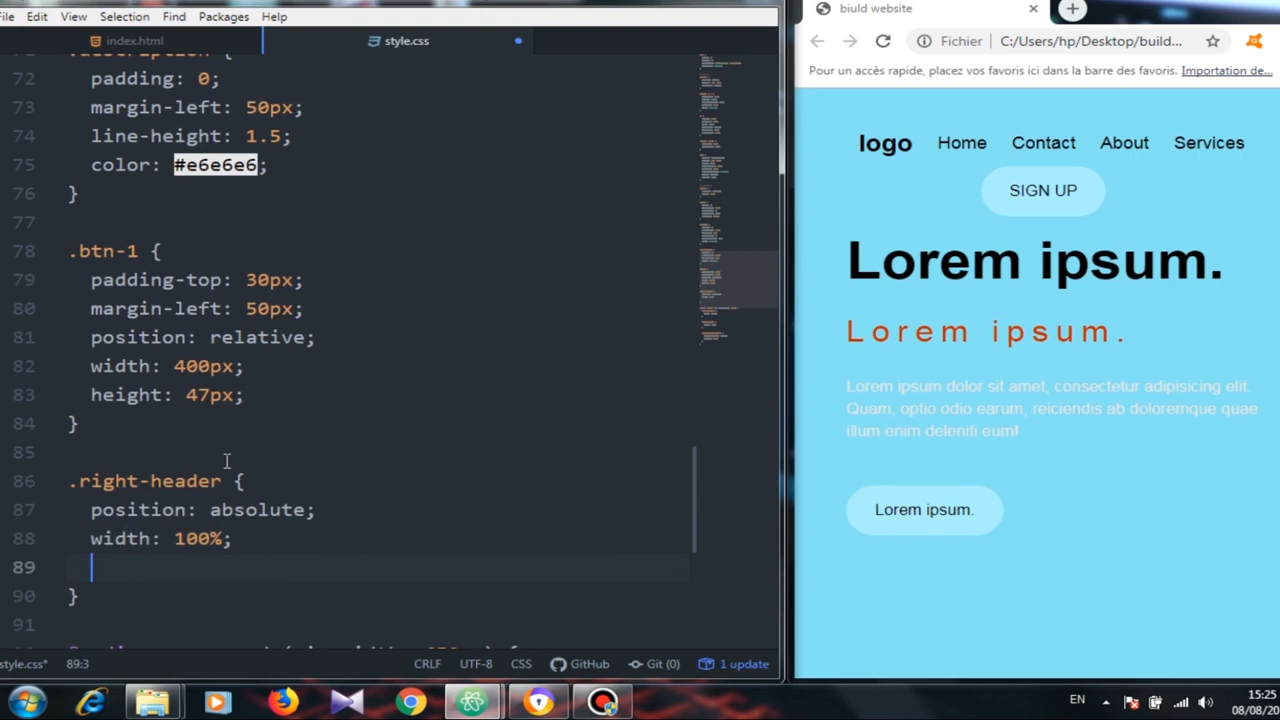 File Edit View Selection Find Packages Help
index.html
style.css
2 padding: 0;
3 margin-left: 50px;
74 line-height: 1.5;
75 color: #e6e6e6;
76 }
77
78 .btn-1 {
79 padding-top: 30px;
80 margin-left: 50px;
81 position: relative;
82 width: 400px;
83 height: 47px;
84 }
85
86 .right-header {
87 position: absolute;
88 width: 100%;
89
90 }
91
style.css* 89:3 CRLF UTF-8 CSS GitHub Git (0) 1 update
biuld website
Fichier C:/Users/hp/Desktop/build...
Pour un accès rapide, placez vos favoris ici dans la barre des favoris. Importation de...
logo Home Contact About Services
SIGN UP
Lorem ipsum.
Lorem ipsum.
Lorem ipsum dolor sit amet, consectetur adipisicing elit.
Quam, optio odio earum, reiciendis ab doloremque quae
illum enim deleniti eum!
Lorem ipsum.
EN
15:25
08/08/20